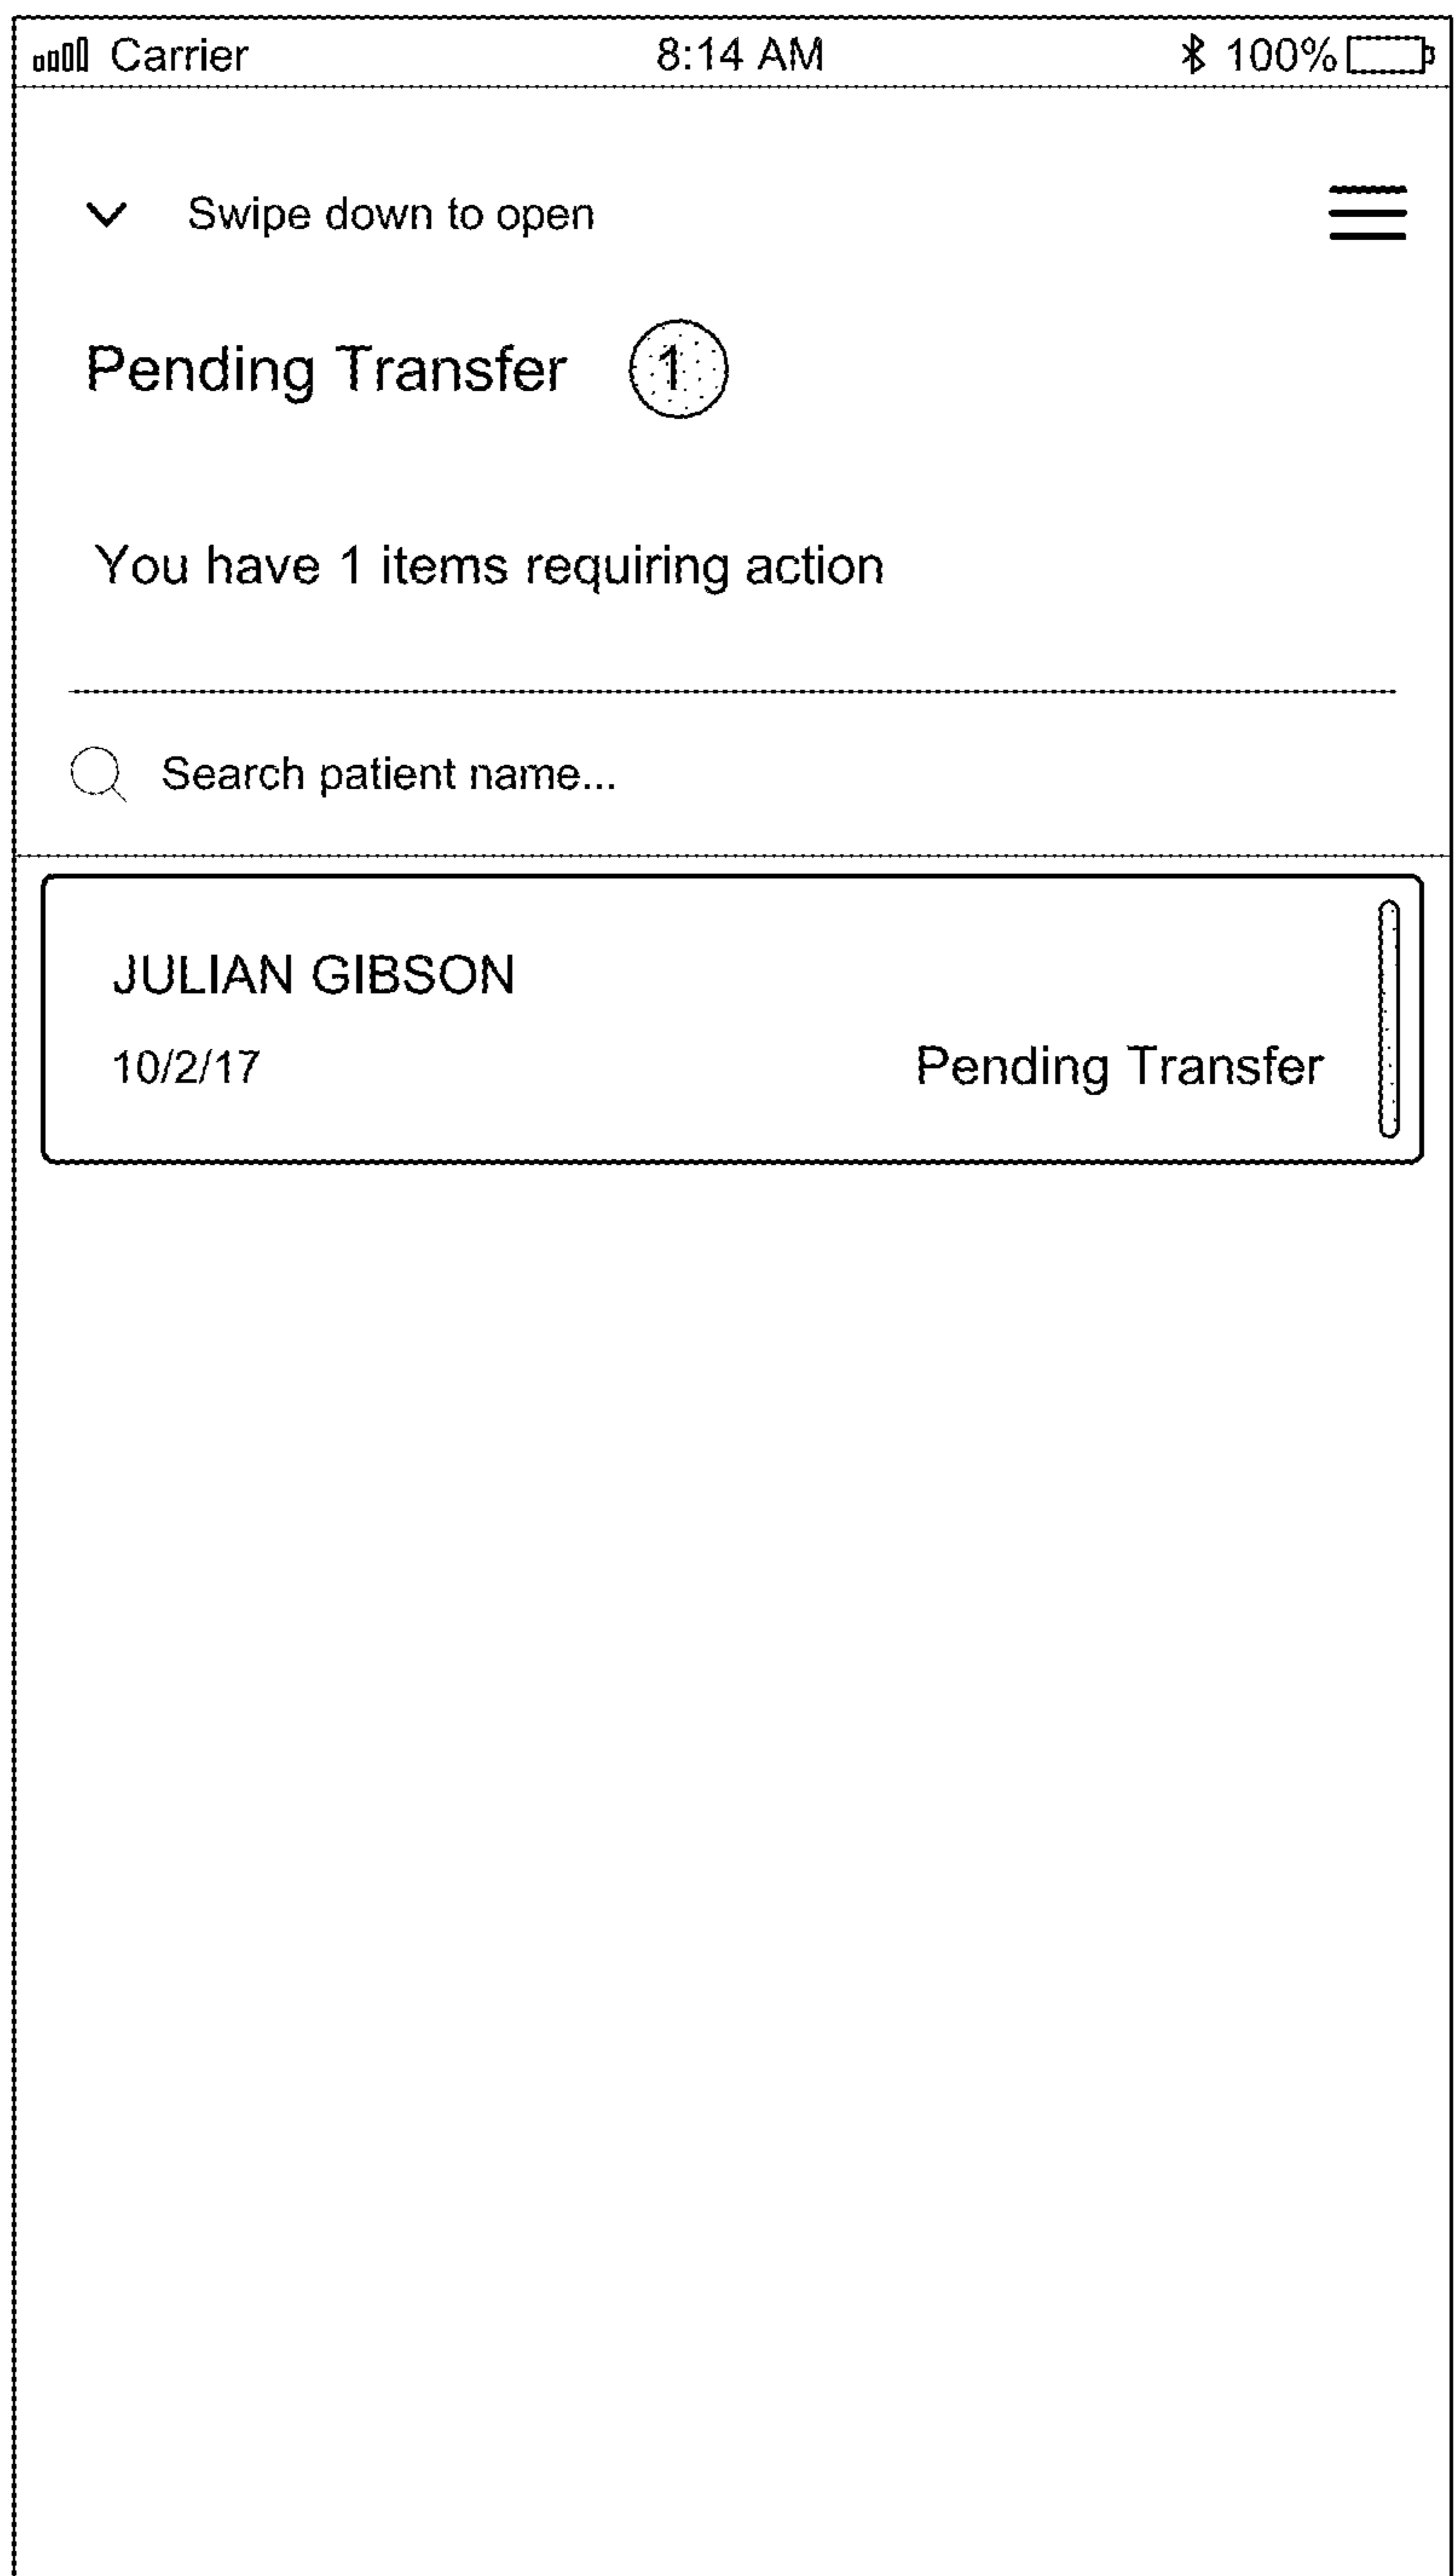 Carrier 8:14 AM 100%
Swipe down to open
Pending Transfer 1
You have 1 items requiring action
Search patient name...
JULIAN GIBSON
10/2/17 Pending Transfer